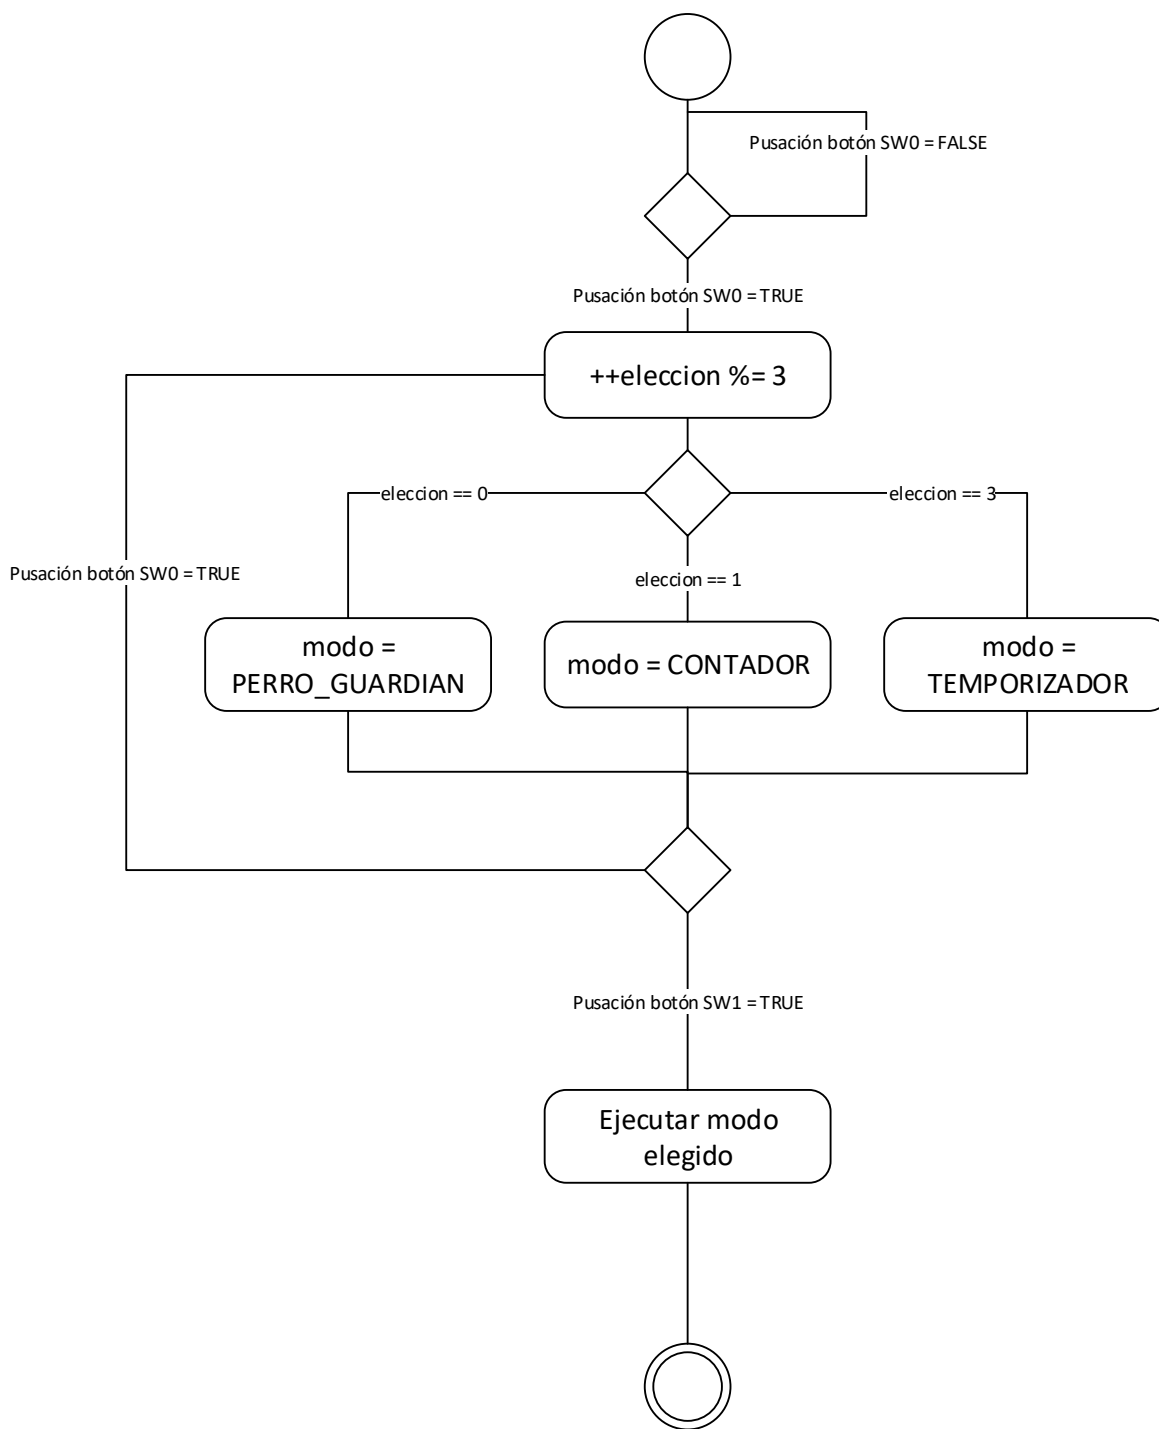 Pusación botón SW0 = FALSE
Pusación botón SW0 = TRUE
++eleccion %= 3
eleccion == 0
eleccion == 3
Pusación botón SW0 = TRUE
eleccion == 1
modo =
PERRO_GUARDIAN
modo = CONTADOR
modo =
TEMPORIZADOR
Pusación botón SW1 = TRUE
Ejecutar modo
elegido